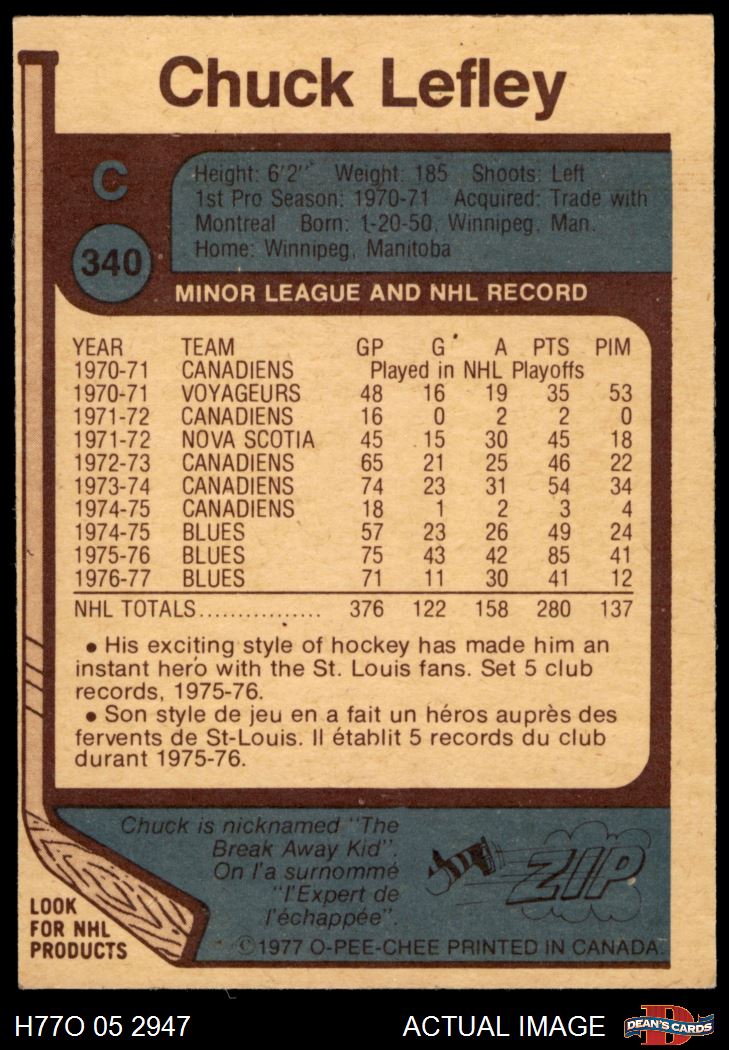 Chuck Lefley
C
340
Height: 6'2" Weight: 185 Shoots: Left
1st Pro Season: 1970-71 Acquired: Trade with
Montreal Born: 1-20-50, Winnipeg, Man.
Home: Winnipeg, Manitoba
MINOR LEAGUE AND NHL RECORD
YEAR TEAM GP G A PTS PIM
1970-71 CANADIENS Played in NHL Playoffs
1970-71 VOYAGEURS 48 16 19 35 53
1971-72 CANADIENS 16 0 2 2 0
1971-72 NOVA SCOTIA 45 15 30 45 18
1972-73 CANADIENS 65 21 25 46 22
1973-74 CANADIENS 74 23 31 54 34
1974-75 CANADIENS 18 1 2 3 4
1974-75 BLUES 57 23 26 49 24
1975-76 BLUES 75 43 42 85 41
1976-77 BLUES 71 11 30 41 12
NHL TOTALS................ 376 122 158 280 137
• His exciting style of hockey has made him an
instant hero with the St. Louis fans. Set 5 club
records, 1975-76.
• Son style de jeu en a fait un héros auprès des
fervents de St-Louis. Il établit 5 records du club
durant 1975-76.
Chuck is nicknamed "The
Break Away Kid".
On l'a surnommé
"l'Expert de
l'échappée".
ZIP
LOOK
FOR NHL
PRODUCTS
©1977 O-PEE-CHEE PRINTED IN CANADA.
H77O 05 2947 ACTUAL IMAGE
DEAN'S CARDS